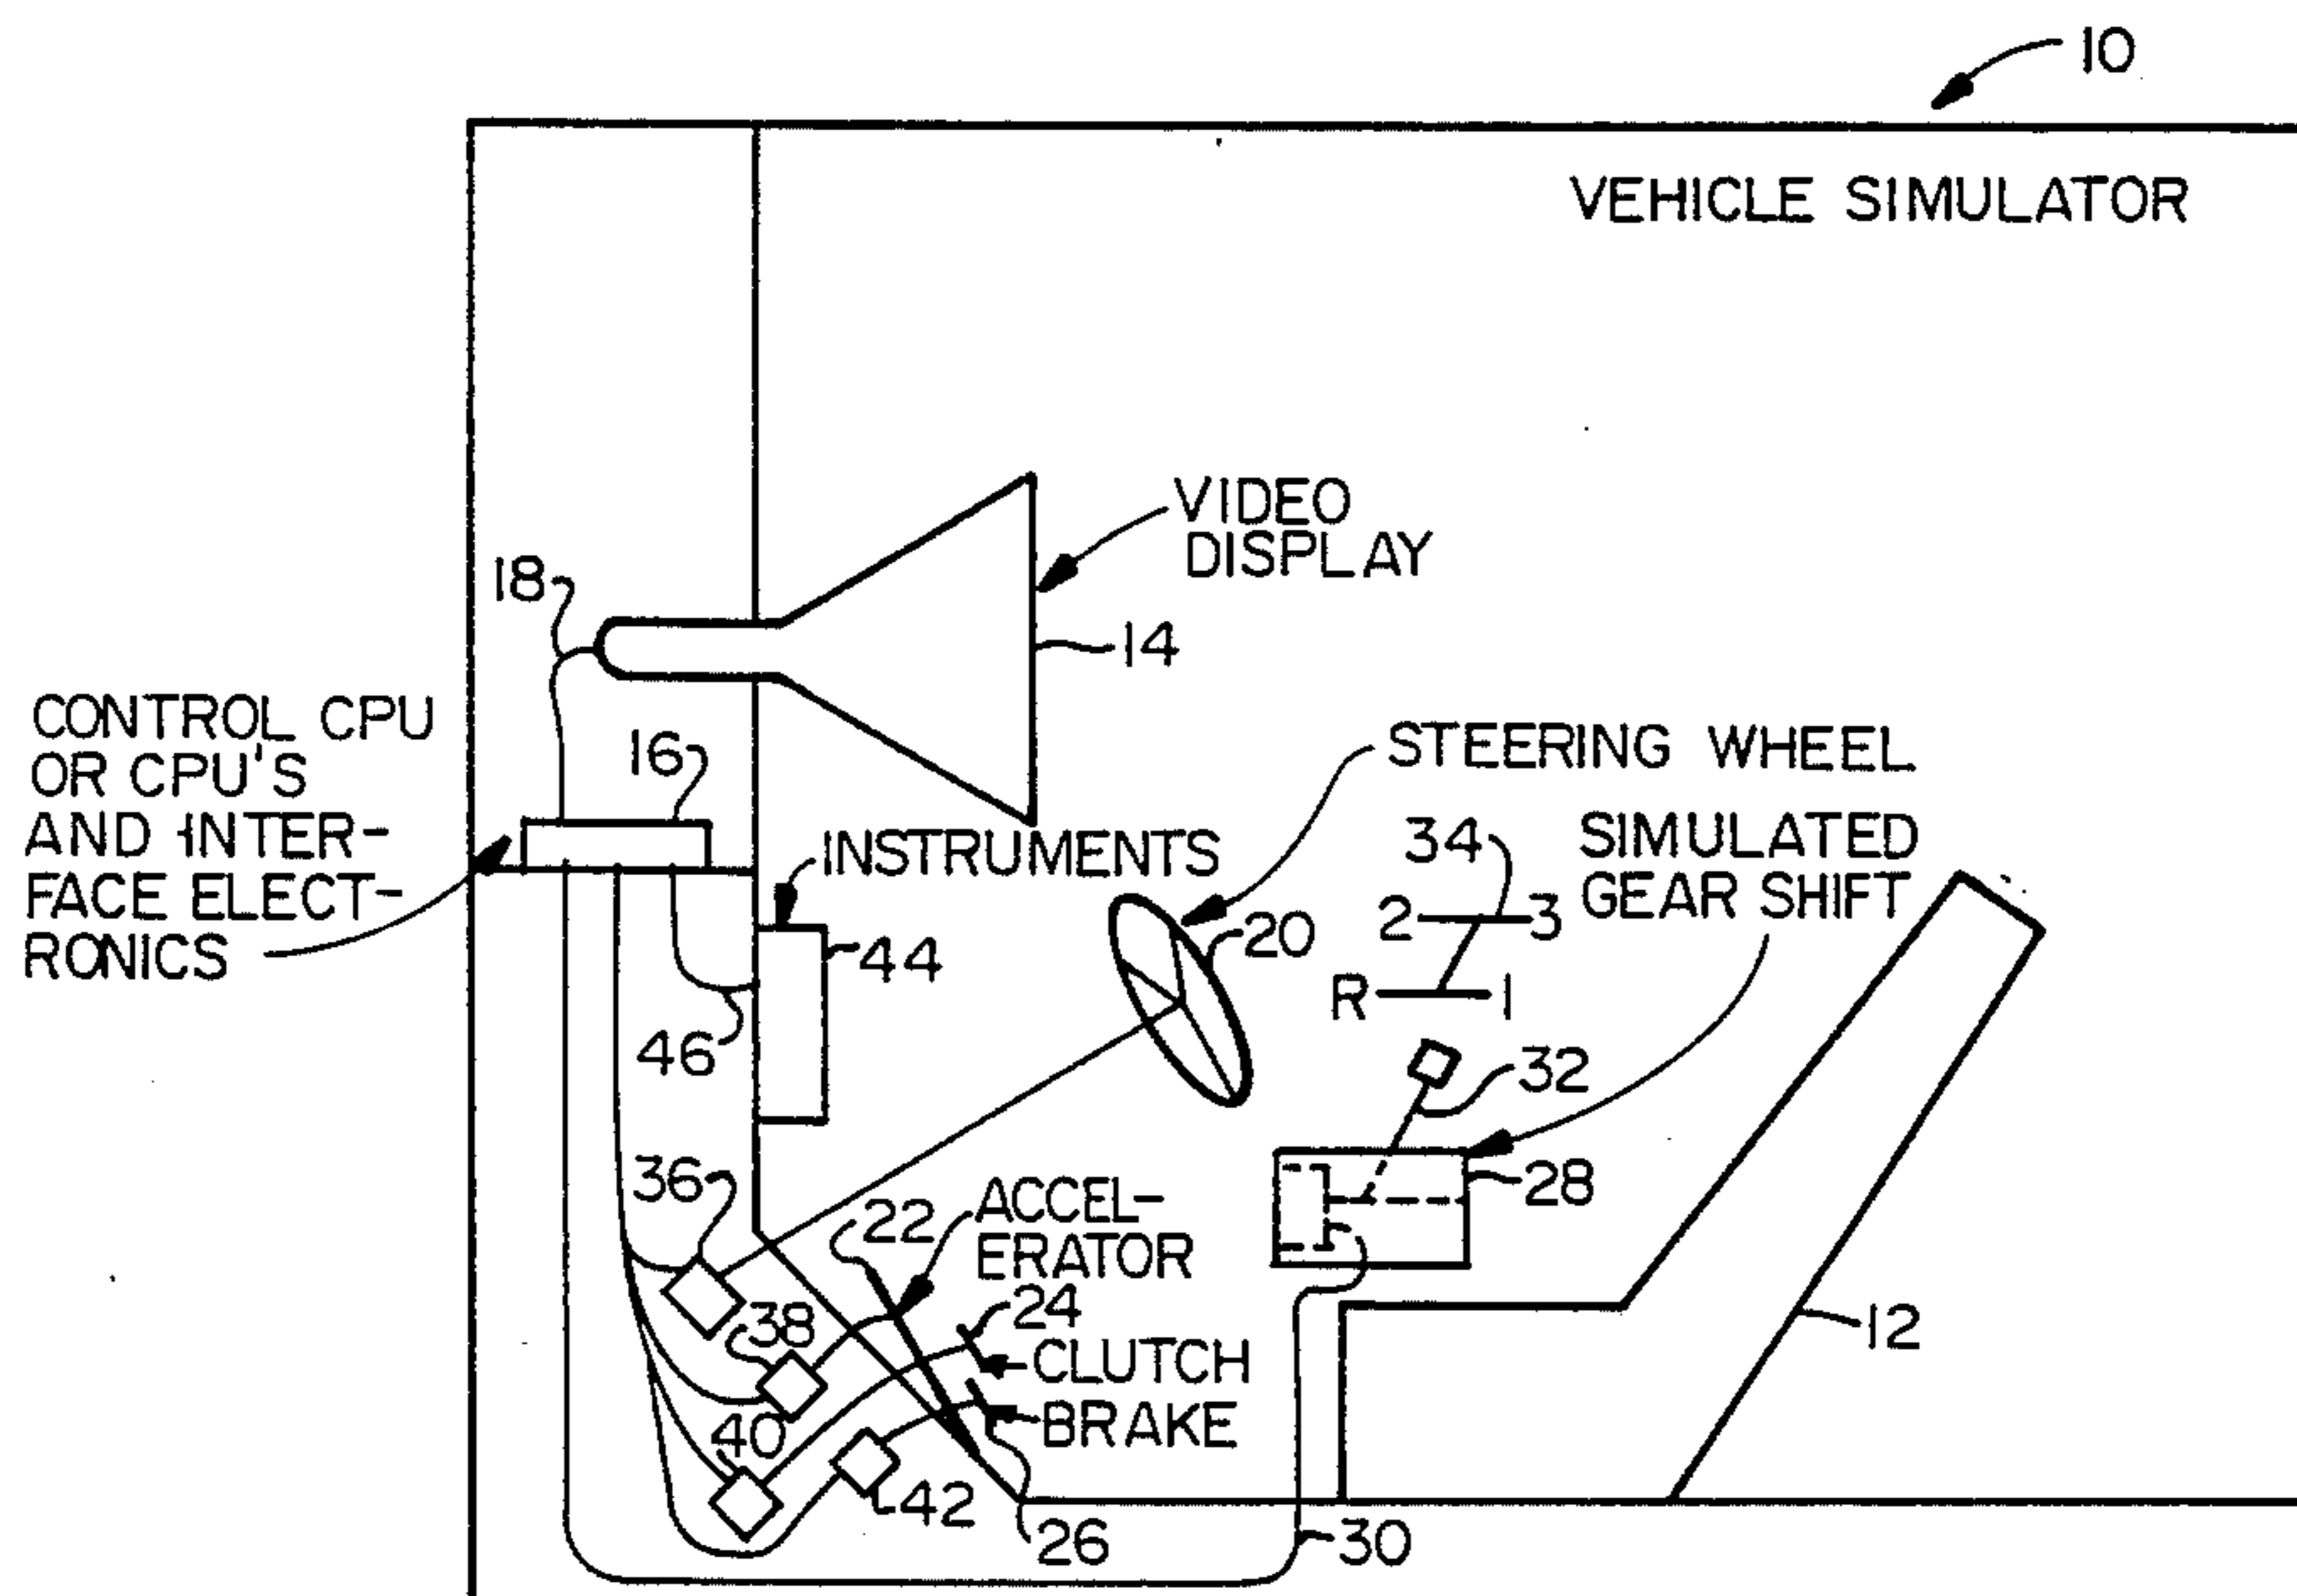 10
VEHICLE SIMULATOR
VIDEO
DISPLAY
18
14
CONTROL CPU
OR CPU'S
AND INTER-
FACE ELECT-
RONICS
16
STEERING WHEEL
INSTRUMENTS
34
SIMULATED
GEAR SHIFT
2 3
20
44
R 1
46
32
36
28
22
ACCEL-
ERATOR
24
38
CLUTCH
12
BRAKE
40
42
26
30